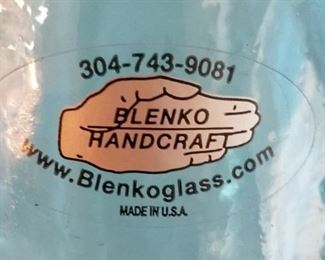 304-743-9081
BLENKO
HANDCRAFT
www.Blenkoglass.com
MADE IN U.S.A.